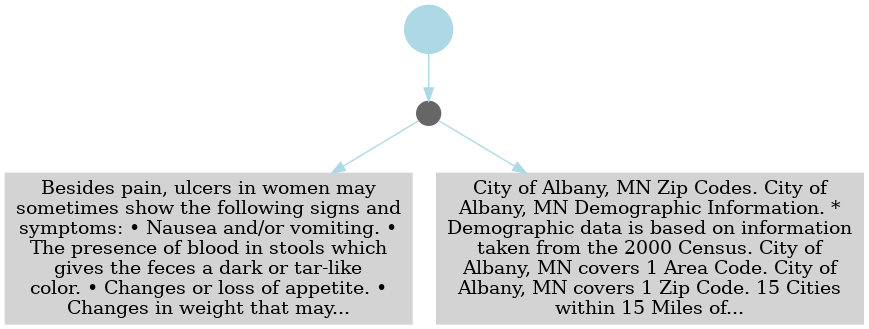 Besides pain, ulcers in women may
sometimes show the following signs and
symptoms: • Nausea and/or vomiting. •
The presence of blood in stools which
gives the feces a dark or tar-like
color. • Changes or loss of appetite. •
Changes in weight that may...
City of Albany, MN Zip Codes. City of
Albany, MN Demographic Information. *
Demographic data is based on information
taken from the 2000 Census. City of
Albany, MN covers 1 Area Code. City of
Albany, MN covers 1 Zip Code. 15 Cities
within 15 Miles of...